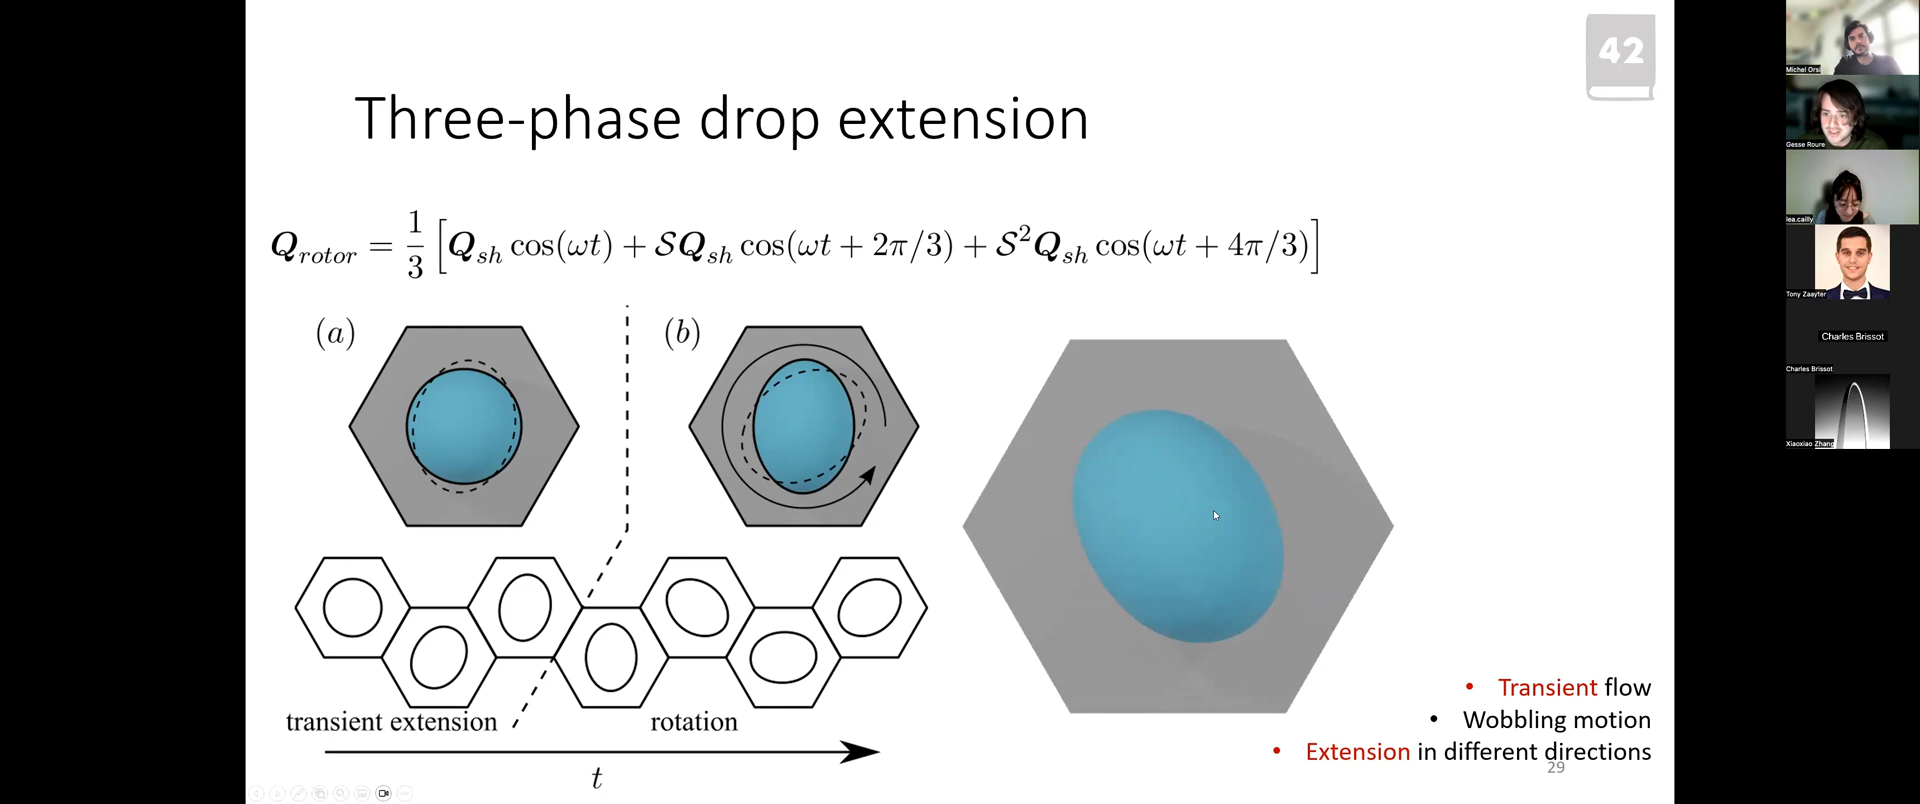 42
Three-phase drop extension
Q_rotor = 1/3 [Q_sh cos(ωt) + 𝒮Q_sh cos(ωt + 2π/3) + 𝒮²Q_sh cos(ωt + 4π/3)]
(a)
(b)
transient extension
rotation
t
• Transient flow
• Wobbling motion
• Extension in different directions
29
Michel Orsi
Gesse Roure
lea.cailly
Tony Zaayter
Charles Brissot
Charles Brissot
Xiaoxiao Zhang